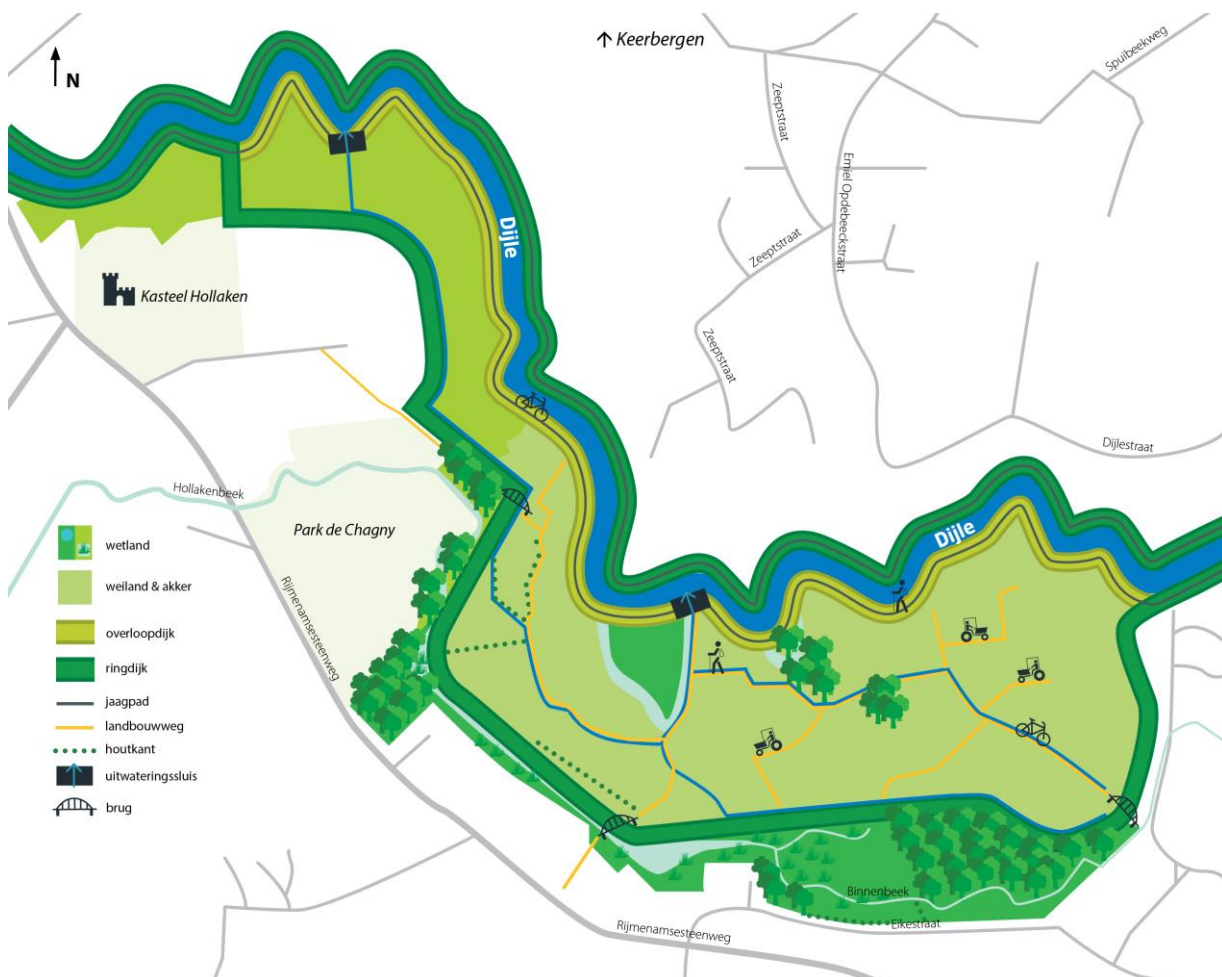 N
↑ Keerbergen
Spuibeekweg
Zeeptstraat
Emiel Opdebeeckstraat
Dijle
Zeeptstraat
Kasteel Hollaken
Zeeptstraat
Dijlestraat
Hollakenbeek
Park de Chagny
Dijle
Rijmenamsesteenweg
wetland
weiland & akker
overloopdijk
ringdijk
jaagpad
landbouwweg
houtkant
uitwateringssluis
brug
Binnenbeek
Eikestraat
Rijmenamsesteenweg